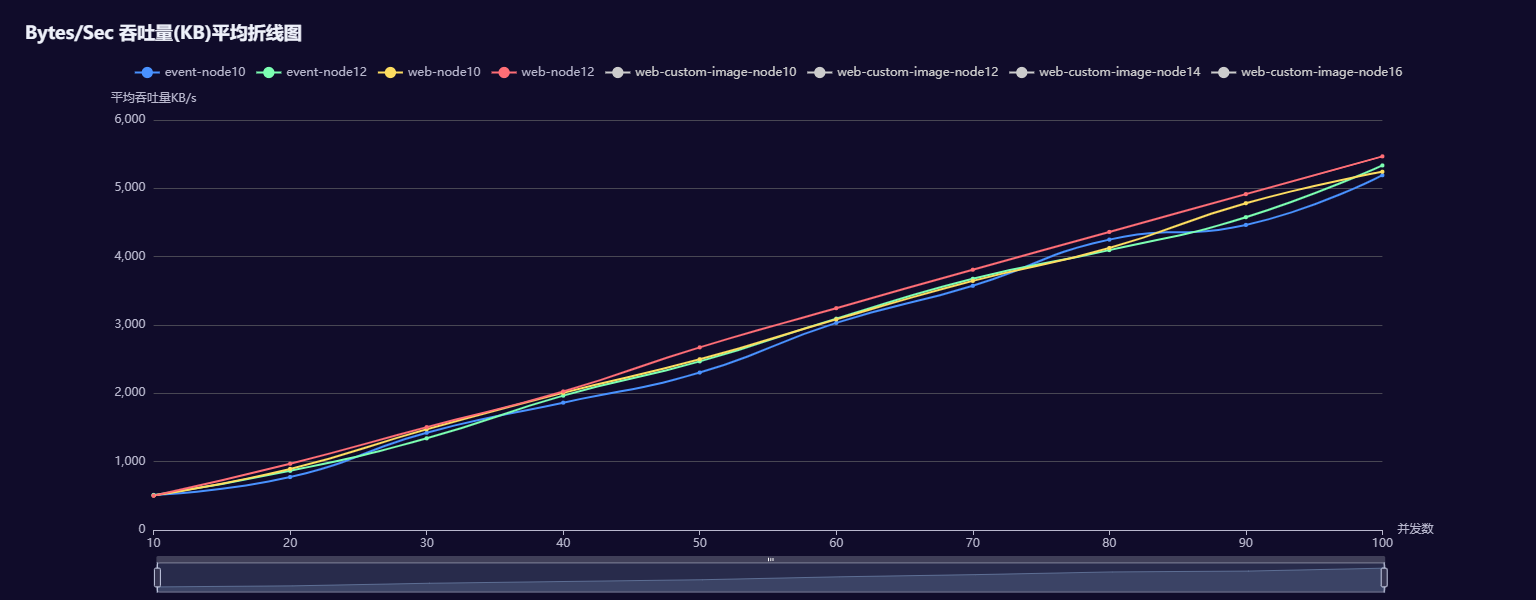 Bytes/Sec 吞吐量(KB)平均折线图
event-node10 event-node12 web-node10 web-node12 web-custom-image-node10 web-custom-image-node12 web-custom-image-node14 web-custom-image-node16
平均吞吐量KB/s
6,000
5,000
4,000
3,000
2,000
1,000
0
并发数
10 20 30 40 50 60 70 80 90 100